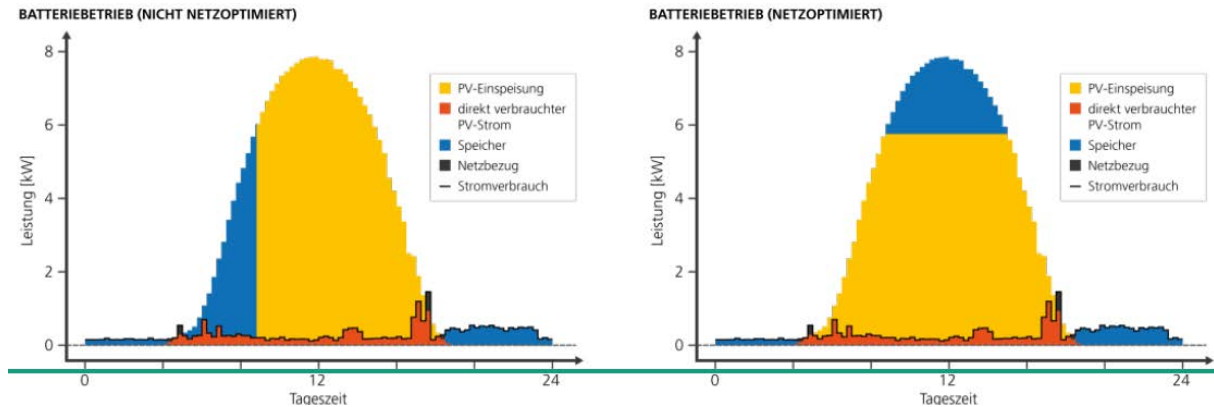 BATTERIEBETRIEB (NICHT NETZOPTIMIERT)
8
6
4
2
0
Leistung [kW]
PV-Einspeisung
direkt verbrauchter
PV-Strom
Speicher
Netzbezug
Stromverbrauch
0
12
24
Tageszeit
BATTERIEBETRIEB (NETZOPTIMIERT)
8
6
4
2
0
Leistung [kW]
PV-Einspeisung
direkt verbrauchter
PV-Strom
Speicher
Netzbezug
Stromverbrauch
0
12
24
Tageszeit